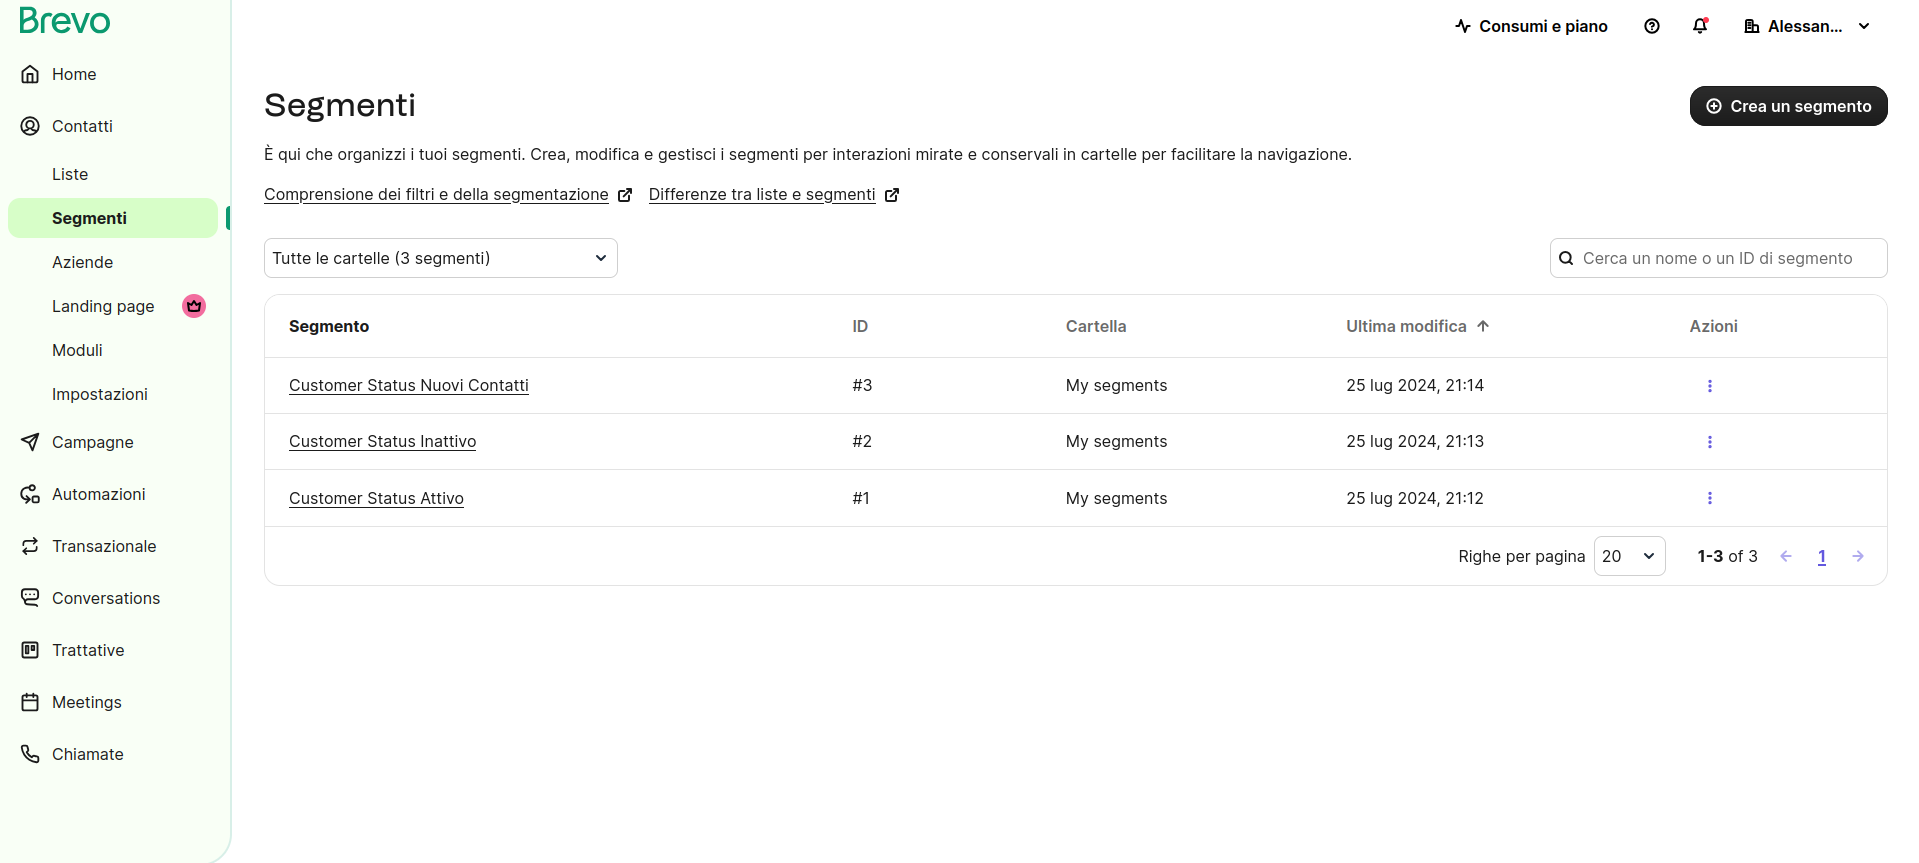 Brevo
Consumi e piano
Alessan...
Home
Contatti
Liste
Segmenti
Aziende
Landing page
Moduli
Impostazioni
Campagne
Automazioni
Transazionale
Conversations
Trattative
Meetings
Chiamate
Segmenti
Crea un segmento
È qui che organizzi i tuoi segmenti. Crea, modifica e gestisci i segmenti per interazioni mirate e conservali in cartelle per facilitare la navigazione.
Comprensione dei filtri e della segmentazione Differenze tra liste e segmenti
Tutte le cartelle (3 segmenti) Cerca un nome o un ID di segmento
Segmento ID Cartella Ultima modifica Azioni
Customer Status Nuovi Contatti #3 My segments 25 lug 2024, 21:14
Customer Status Inattivo #2 My segments 25 lug 2024, 21:13
Customer Status Attivo #1 My segments 25 lug 2024, 21:12
Righe per pagina 20 1-3 of 3 1